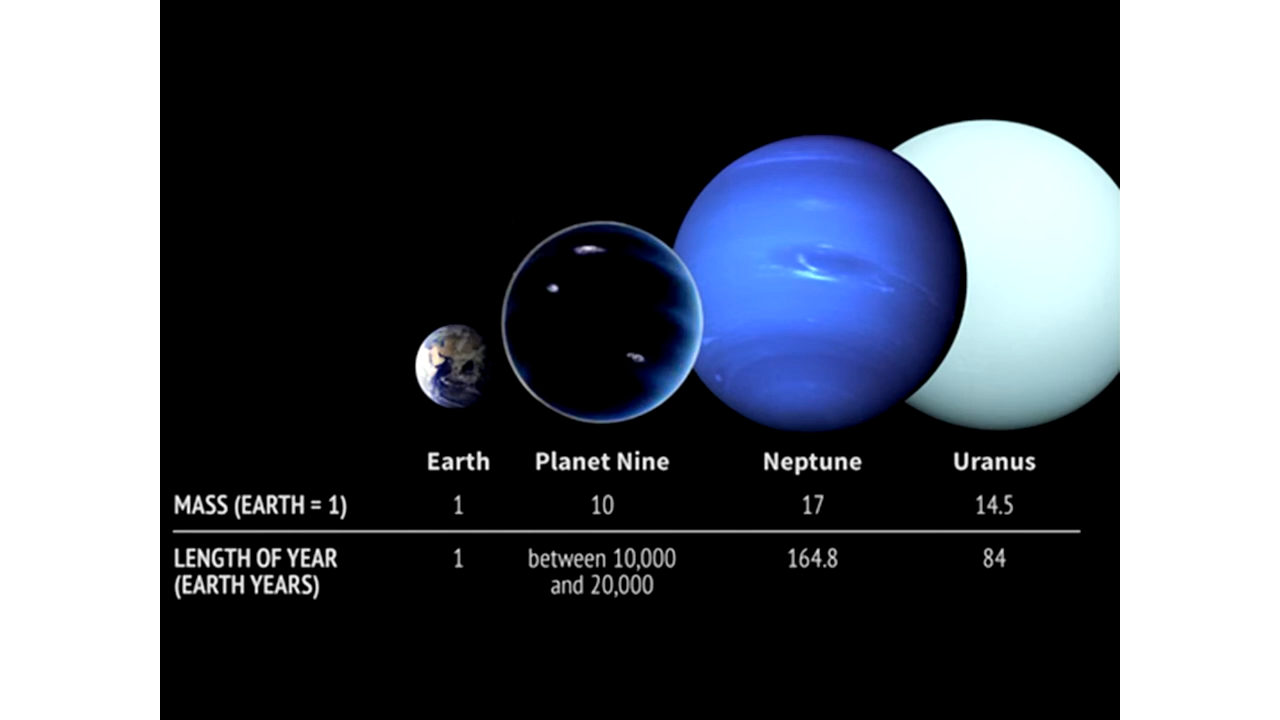 Earth Planet Nine Neptune Uranus
MASS (EARTH = 1) 1 10 17 14.5
LENGTH OF YEAR 1 between 10,000 164.8 84
(EARTH YEARS) and 20,000